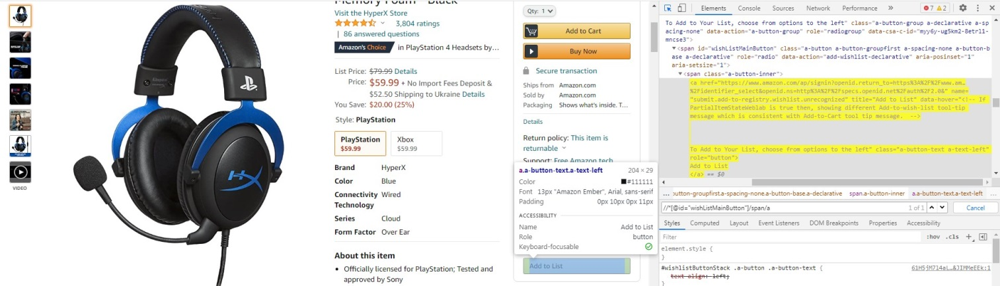 Memory Foam - Black
Visit the HyperX Store
3,804 ratings
| 86 answered questions
Amazon's Choice in PlayStation 4 Headsets by…
List Price: $79.99 Details
Price: $59.99 + No Import Fees Deposit &
$52.50 Shipping to Ukraine Details
You Save: $20.00 (25%)
Style: PlayStation
PlayStation Xbox
$59.99 $59.99
Brand HyperX
Color Blue
Connectivity Wired
Technology
Series Cloud
Form Factor Over Ear
About this item
• Officially licensed for PlayStation; Tested and
approved by Sony
VIDEO
HX
Qty: 1
Add to Cart
Buy Now
Secure transaction
Ships from Amazon.com
Sold by Amazon.com
Packaging Shows what's inside. T…
Details
Return policy: This item is
returnable
Support: Free Amazon tech
a.a-button-text.a-text-left 204 × 29
Color #111111
Font 13px "Amazon Ember", Arial, sans-serif
Padding 0px 10px 0px 11px
ACCESSIBILITY
Name Add to List
Role button
Keyboard-focusable
Add to List
Elements Console Sources Network Performance » 7 2
To Add to Your List, choose from options to the left" class="a-button-group a-declarative a-sp
acing-none" data-action="a-button-group" role="radiogroup" data-csa-c-id="myy6y-ug5km2-8etrl1-
mncse3">
▼<span id="wishListMainButton" class="a-button a-button-groupfirst a-spacing-none a-button-b
ase a-declarative" role="radio" data-action="add-wishlist-declarative" aria-posinset="1"
aria-setsize="1">
▼<span class="a-button-inner">
<a href="https://www.amazon.com/ap/signin?openid.return_to=https%3A%2F%2Fwww.am…
%2Fidentifier_select&openid.ns=http%3A%2F%2Fspecs.openid.net%2Fauth%2F2.0&" name=
"submit.add-to-registry.wishlist.unrecognized" title="Add to List" data-hover="<!-- If
PartialItemStateWeblab is true then, showing different Add-to-wish-list tool-tip
message which is consistent with Add-to-Cart tool tip message.  -->
To Add to Your List, choose from options to the left" class="a-button-text a-text-left"
role="button">
Add to List
</a> == $0
… button-groupfirst.a-spacing-none.a-button-base.a-declarative span.a-button-inner a.a-button-text.a-text-left …
//*[@id="wishListMainButton"]/span/a 1 of 1 Cancel
Styles Computed Layout Event Listeners DOM Breakpoints Properties Accessibility
Filter :hov .cls +
element.style {
}
#wishlistButtonStack .a-button .a-button-text { 61H5jM7l4aL…&JIMMeEEk:1
text-align: left;